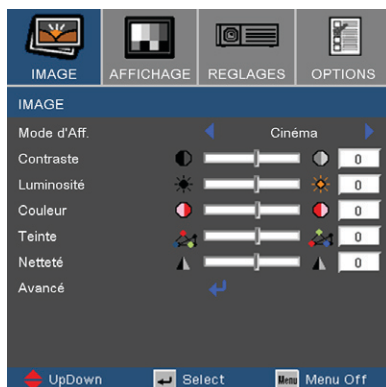 IMAGE AFFICHAGE REGLAGES OPTIONS
IMAGE
Mode d'Aff. Cinéma
Contraste 0
Luminosité 0
Couleur 0
Teinte 0
Netteté 0
Avancé
UpDown Select Menu Menu Off